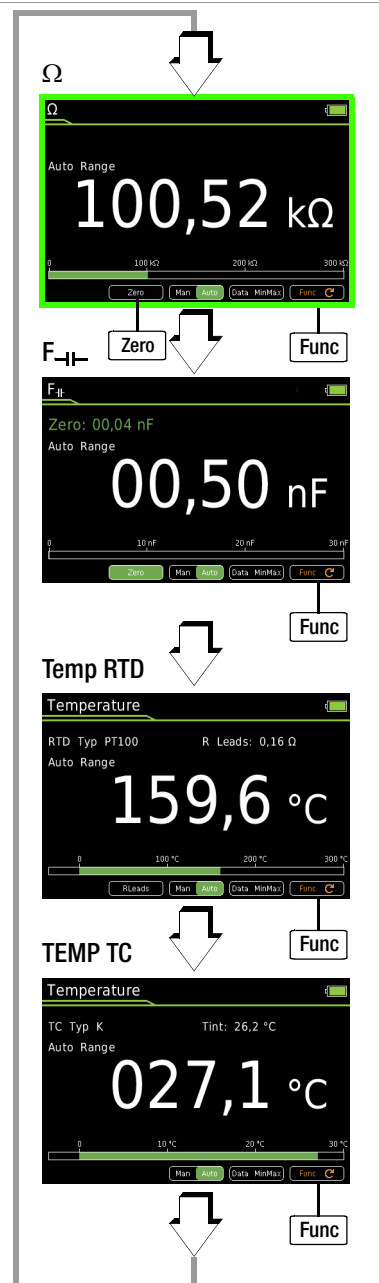 Ω
Ω
Auto Range
100,52 kΩ
0 100 kΩ 200 kΩ 300 kΩ
Zero Man Auto Data MinMax Func
Zero Func
F
F
Zero: 00,04 nF
Auto Range
00,50 nF
0 10 nF 20 nF 30 nF
Zero Man Auto Data MinMax Func
Func
Temp RTD
Temperature
RTD Typ PT100 R Leads: 0,16 Ω
Auto Range
159,6 °C
0 100 °C 200 °C 300 °C
RLeads Man Auto Data MinMax Func
Func
TEMP TC
Temperature
TC Typ K Tint: 26,2 °C
Auto Range
027,1 °C
0 10 °C 20 °C 30 °C
Man Auto Data MinMax Func
Func